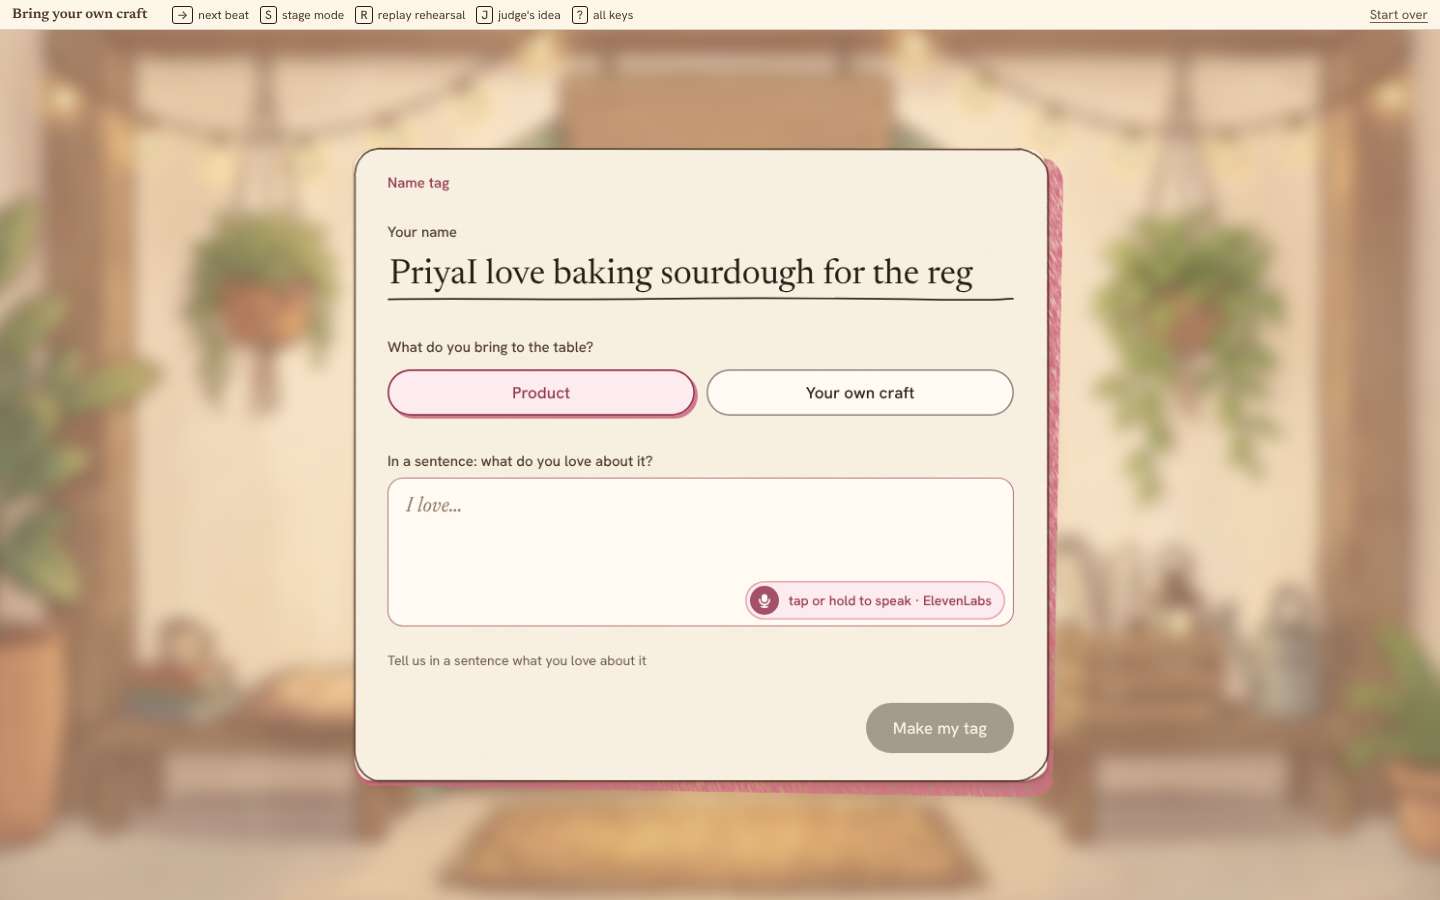 Bring your own craft → next beat S stage mode R replay rehearsal J judge's idea ? all keys Start over
Name tag
Your name
PriyaI love baking sourdough for the reg
What do you bring to the table?
Product Your own craft
In a sentence: what do you love about it?
I love...
tap or hold to speak · ElevenLabs
Tell us in a sentence what you love about it
Make my tag